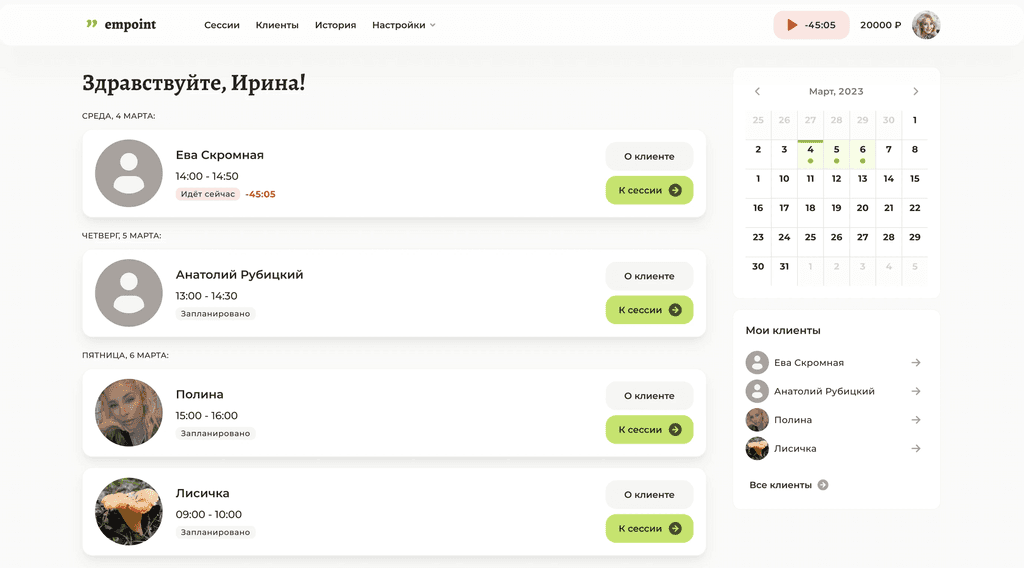 empoint
Сессии Клиенты История Настройки
-45:05 20000 ₽
Здравствуйте, Ирина!
СРЕДА, 4 МАРТА:
Ева Скромная
14:00 - 14:50
Идёт сейчас -45:05
О клиенте
К сессии
ЧЕТВЕРГ, 5 МАРТА:
Анатолий Рубицкий
13:00 - 14:30
Запланировано
О клиенте
К сессии
ПЯТНИЦА, 6 МАРТА:
Полина
15:00 - 16:00
Запланировано
О клиенте
К сессии
Лисичка
09:00 - 10:00
Запланировано
О клиенте
К сессии
Март, 2023
25 26 27 28 29 30 1
2 3 4 5 6 7 8
1 10 11 12 13 14 15
16 17 18 19 20 21 22
23 24 25 26 27 28 29
30 31 1 2 3 4 5
Мои клиенты
Ева Скромная
Анатолий Рубицкий
Полина
Лисичка
Все клиенты